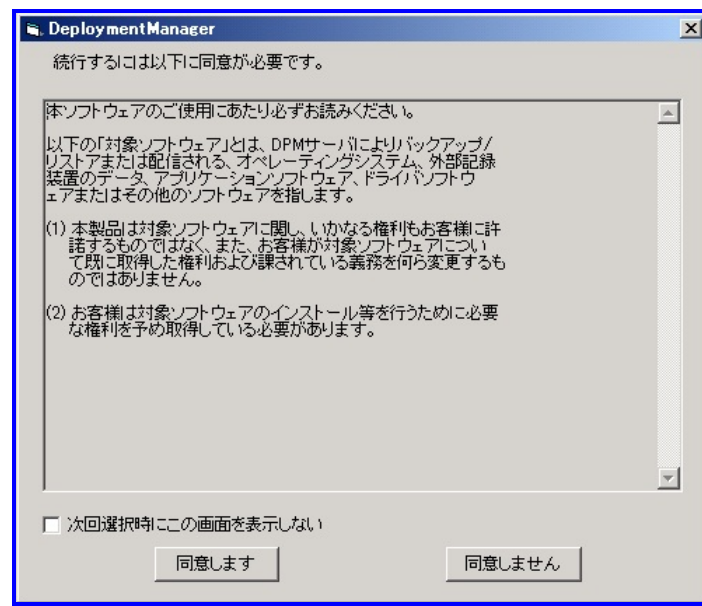 DeploymentManager
続行するには以下に同意が必要です。
本ソフトウェアのご使用にあたり必ずお読みください。
以下の「対象ソフトウェア」とは、DPMサーバによりバックアップ/
リストアまたは配信される、オペレーティングシステム、外部記録
装置のデータ、アプリケーションソフトウェア、ドライバソフトウ
ェアまたはその他のソフトウェアを指します。
(1) 本製品は対象ソフトウェアに関し、いかなる権利もお客様に許
諾するものではなく、また、お客様が対象ソフトウェアについ
て既に取得した権利および課されている義務を何ら変更するも
のではありません。
(2) お客様は対象ソフトウェアのインストール等を行うために必要
な権利を予め取得している必要があります。
次回選択時にこの画面を表示しない
同意します
同意しません